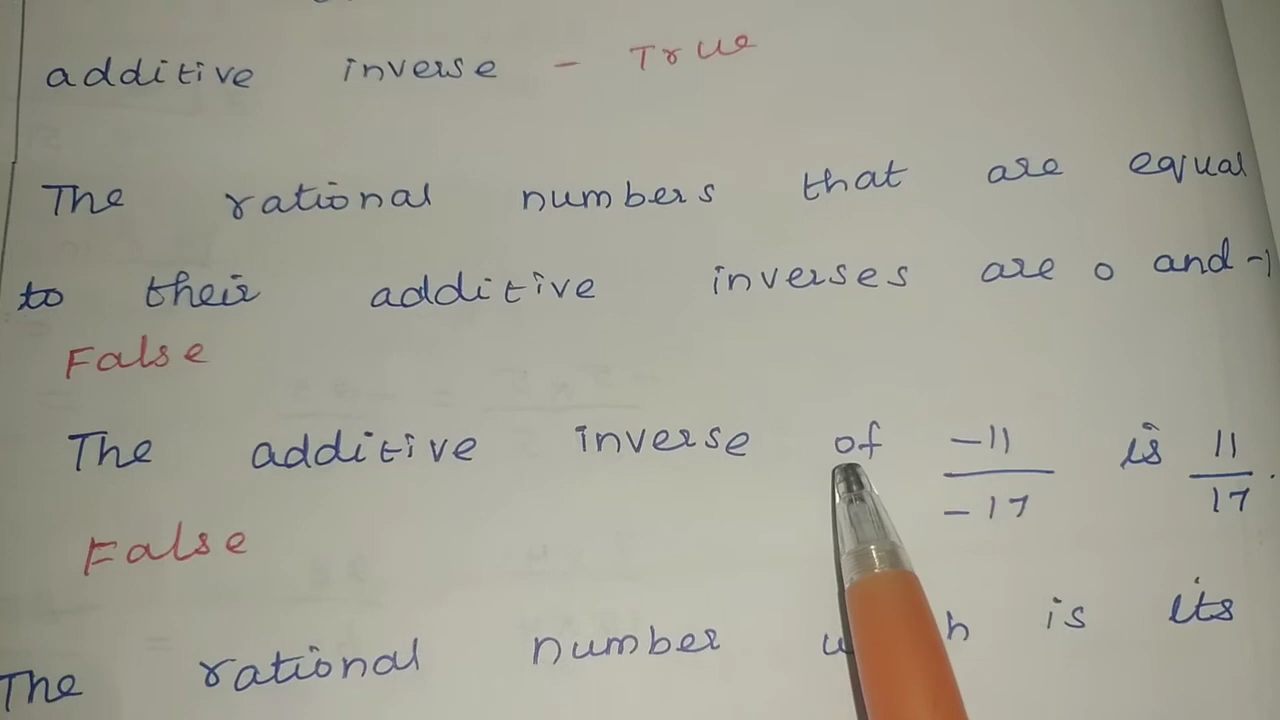 additive inverse - True
The rational numbers that are equal
to their additive inverses are 0 and -1
False
The additive inverse of -11/-17 is 11/17.
False
The rational number is its